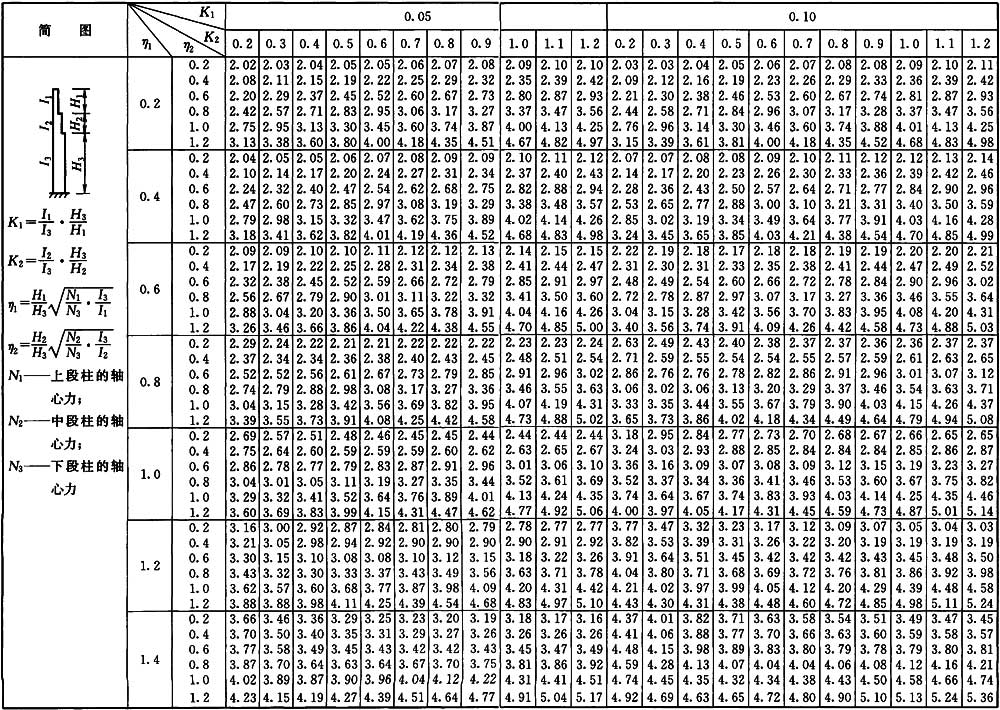 简 图
K₁
K₂
η₁ η₂
0.05 0.10
0.2 0.3 0.4 0.5 0.6 0.7 0.8 0.9 1.0 1.1 1.2 0.2 0.3 0.4 0.5 0.6 0.7 0.8 0.9 1.0 1.1 1.2
I₁ H₁
I₂ H₂
I₃ H₃
K₁=I₁/I₃·H₃/H₁
K₂=I₂/I₃·H₃/H₂
η₁=H₁/H₃√(N₁/N₃·I₃/I₁)
η₂=H₂/H₃√(N₂/N₃·I₃/I₂)
N₁——上段柱的轴
心力;
N₂——中段柱的轴
心力;
N₃——下段柱的轴
心力
0.2
0.2 2.02 2.03 2.04 2.05 2.05 2.06 2.07 2.08 2.09 2.10 2.10 2.03 2.03 2.04 2.05 2.06 2.07 2.08 2.08 2.09 2.10 2.11
0.4 2.08 2.11 2.15 2.19 2.22 2.25 2.29 2.32 2.35 2.39 2.42 2.09 2.12 2.16 2.19 2.23 2.26 2.29 2.33 2.36 2.39 2.42
0.6 2.20 2.29 2.37 2.45 2.52 2.60 2.67 2.73 2.80 2.87 2.93 2.21 2.30 2.38 2.46 2.53 2.60 2.67 2.74 2.81 2.87 2.93
0.8 2.42 2.57 2.71 2.83 2.95 3.06 3.17 3.27 3.37 3.47 3.56 2.44 2.58 2.71 2.84 2.96 3.07 3.17 3.28 3.37 3.47 3.56
1.0 2.75 2.95 3.13 3.30 3.45 3.60 3.74 3.87 4.00 4.13 4.25 2.76 2.96 3.14 3.30 3.46 3.60 3.74 3.88 4.01 4.13 4.25
1.2 3.13 3.38 3.60 3.80 4.00 4.18 4.35 4.51 4.67 4.82 4.97 3.15 3.39 3.61 3.81 4.00 4.18 4.35 4.52 4.68 4.83 4.98
0.4
0.2 2.04 2.05 2.05 2.06 2.07 2.08 2.09 2.09 2.10 2.11 2.12 2.07 2.07 2.08 2.08 2.09 2.10 2.11 2.12 2.12 2.13 2.14
0.4 2.10 2.14 2.17 2.20 2.24 2.27 2.31 2.34 2.37 2.40 2.43 2.14 2.17 2.20 2.23 2.26 2.30 2.33 2.36 2.39 2.42 2.46
0.6 2.24 2.32 2.40 2.47 2.54 2.62 2.68 2.75 2.82 2.88 2.94 2.28 2.36 2.43 2.50 2.57 2.64 2.71 2.77 2.84 2.90 2.96
0.8 2.47 2.60 2.73 2.85 2.97 3.08 3.19 3.29 3.38 3.48 3.57 2.53 2.65 2.77 2.88 3.00 3.10 3.21 3.31 3.40 3.50 3.59
1.0 2.79 2.98 3.15 3.32 3.47 3.62 3.75 3.89 4.02 4.14 4.26 2.85 3.02 3.19 3.34 3.49 3.64 3.77 3.91 4.03 4.16 4.28
1.2 3.18 3.41 3.62 3.82 4.01 4.19 4.36 4.52 4.68 4.83 4.98 3.24 3.45 3.65 3.85 4.03 4.21 4.38 4.54 4.70 4.85 4.99
0.6
0.2 2.09 2.09 2.10 2.10 2.11 2.12 2.12 2.13 2.14 2.15 2.15 2.22 2.19 2.18 2.17 2.18 2.18 2.19 2.19 2.20 2.20 2.21
0.4 2.17 2.19 2.22 2.25 2.28 2.31 2.34 2.38 2.41 2.44 2.47 2.31 2.30 2.31 2.33 2.35 2.38 2.41 2.44 2.47 2.49 2.52
0.6 2.32 2.38 2.45 2.52 2.59 2.66 2.72 2.79 2.85 2.91 2.97 2.48 2.49 2.54 2.60 2.66 2.72 2.78 2.84 2.90 2.96 3.02
0.8 2.56 2.67 2.79 2.90 3.01 3.11 3.22 3.32 3.41 3.50 3.60 2.72 2.78 2.87 2.97 3.07 3.17 3.27 3.36 3.46 3.55 3.64
1.0 2.88 3.04 3.20 3.36 3.50 3.65 3.78 3.91 4.04 4.16 4.26 3.04 3.15 3.28 3.42 3.56 3.70 3.83 3.95 4.08 4.20 4.31
1.2 3.26 3.46 3.66 3.86 4.04 4.22 4.38 4.55 4.70 4.85 5.00 3.40 3.56 3.74 3.91 4.09 4.26 4.42 4.58 4.73 4.88 5.03
0.8
0.2 2.29 2.24 2.22 2.21 2.21 2.22 2.22 2.22 2.23 2.23 2.24 2.63 2.49 2.43 2.40 2.38 2.37 2.37 2.36 2.36 2.37 2.37
0.4 2.37 2.34 2.34 2.36 2.38 2.40 2.43 2.45 2.48 2.51 2.54 2.71 2.59 2.55 2.54 2.54 2.55 2.57 2.59 2.61 2.63 2.65
0.6 2.52 2.52 2.56 2.61 2.67 2.73 2.79 2.85 2.91 2.96 3.02 2.86 2.76 2.76 2.78 2.82 2.86 2.91 2.96 3.01 3.07 3.12
0.8 2.74 2.79 2.88 2.98 3.08 3.17 3.27 3.36 3.46 3.55 3.63 3.06 3.02 3.06 3.13 3.20 3.29 3.37 3.46 3.54 3.63 3.71
1.0 3.04 3.15 3.28 3.42 3.56 3.69 3.82 3.95 4.07 4.19 4.31 3.33 3.35 3.44 3.55 3.67 3.79 3.90 4.03 4.15 4.26 4.37
1.2 3.39 3.55 3.73 3.91 4.08 4.25 4.42 4.58 4.73 4.88 5.02 3.65 3.73 3.86 4.02 4.18 4.34 4.49 4.64 4.79 4.94 5.08
1.0
0.2 2.69 2.57 2.51 2.48 2.46 2.45 2.45 2.44 2.44 2.44 2.44 3.18 2.95 2.84 2.77 2.73 2.70 2.68 2.67 2.66 2.65 2.65
0.4 2.75 2.64 2.60 2.59 2.59 2.59 2.60 2.62 2.63 2.65 2.67 3.24 3.03 2.93 2.88 2.85 2.84 2.84 2.84 2.85 2.86 2.87
0.6 2.86 2.78 2.77 2.79 2.83 2.87 2.91 2.96 3.01 3.06 3.10 3.36 3.16 3.09 3.07 3.08 3.09 3.12 3.15 3.19 3.23 3.27
0.8 3.04 3.01 3.05 3.11 3.19 3.27 3.35 3.44 3.52 3.61 3.69 3.52 3.37 3.34 3.36 3.41 3.46 3.53 3.60 3.67 3.75 3.82
1.0 3.29 3.32 3.41 3.52 3.64 3.76 3.89 4.01 4.13 4.24 4.35 3.74 3.64 3.67 3.74 3.83 3.93 4.03 4.14 4.25 4.35 4.46
1.2 3.60 3.69 3.83 3.99 4.15 4.31 4.47 4.62 4.77 4.92 5.06 4.00 3.97 4.05 4.17 4.31 4.45 4.59 4.73 4.87 5.01 5.14
1.2
0.2 3.16 3.00 2.92 2.87 2.84 2.81 2.80 2.79 2.78 2.77 2.77 3.77 3.47 3.32 3.23 3.17 3.12 3.09 3.07 3.05 3.04 3.03
0.4 3.21 3.05 2.98 2.94 2.92 2.90 2.90 2.90 2.90 2.91 2.92 3.82 3.53 3.39 3.31 3.26 3.22 3.20 3.19 3.19 3.19 3.19
0.6 3.30 3.15 3.10 3.08 3.08 3.10 3.12 3.15 3.18 3.22 3.26 3.91 3.64 3.51 3.45 3.42 3.42 3.42 3.43 3.45 3.48 3.50
0.8 3.43 3.32 3.30 3.33 3.37 3.43 3.49 3.56 3.63 3.71 3.78 4.04 3.80 3.71 3.68 3.69 3.72 3.76 3.81 3.86 3.92 3.98
1.0 3.62 3.57 3.60 3.68 3.77 3.87 3.98 4.09 4.20 4.31 4.42 4.21 4.02 3.97 3.99 4.05 4.12 4.20 4.29 4.39 4.48 4.58
1.2 3.88 3.88 3.98 4.11 4.25 4.39 4.54 4.68 4.83 4.97 5.10 4.43 4.30 4.31 4.38 4.48 4.60 4.72 4.85 4.98 5.11 5.24
1.4
0.2 3.66 3.46 3.36 3.29 3.25 3.23 3.20 3.19 3.18 3.17 3.16 4.37 4.01 3.82 3.71 3.63 3.58 3.54 3.51 3.49 3.47 3.45
0.4 3.70 3.50 3.40 3.35 3.31 3.29 3.27 3.26 3.26 3.26 3.26 4.41 4.06 3.88 3.77 3.70 3.66 3.63 3.60 3.59 3.58 3.57
0.6 3.77 3.58 3.49 3.45 3.43 3.42 3.42 3.43 3.45 3.47 3.49 4.48 4.15 3.98 3.89 3.83 3.80 3.79 3.78 3.79 3.80 3.81
0.8 3.87 3.70 3.64 3.63 3.64 3.67 3.70 3.75 3.81 3.86 3.92 4.59 4.28 4.13 4.07 4.04 4.04 4.06 4.08 4.12 4.16 4.21
1.0 4.02 3.89 3.87 3.90 3.96 4.04 4.12 4.22 4.31 4.41 4.51 4.74 4.45 4.35 4.32 4.34 4.38 4.43 4.50 4.58 4.66 4.74
1.2 4.23 4.15 4.19 4.27 4.39 4.51 4.64 4.77 4.91 5.04 5.17 4.92 4.69 4.63 4.65 4.72 4.80 4.90 5.10 5.13 5.24 5.36